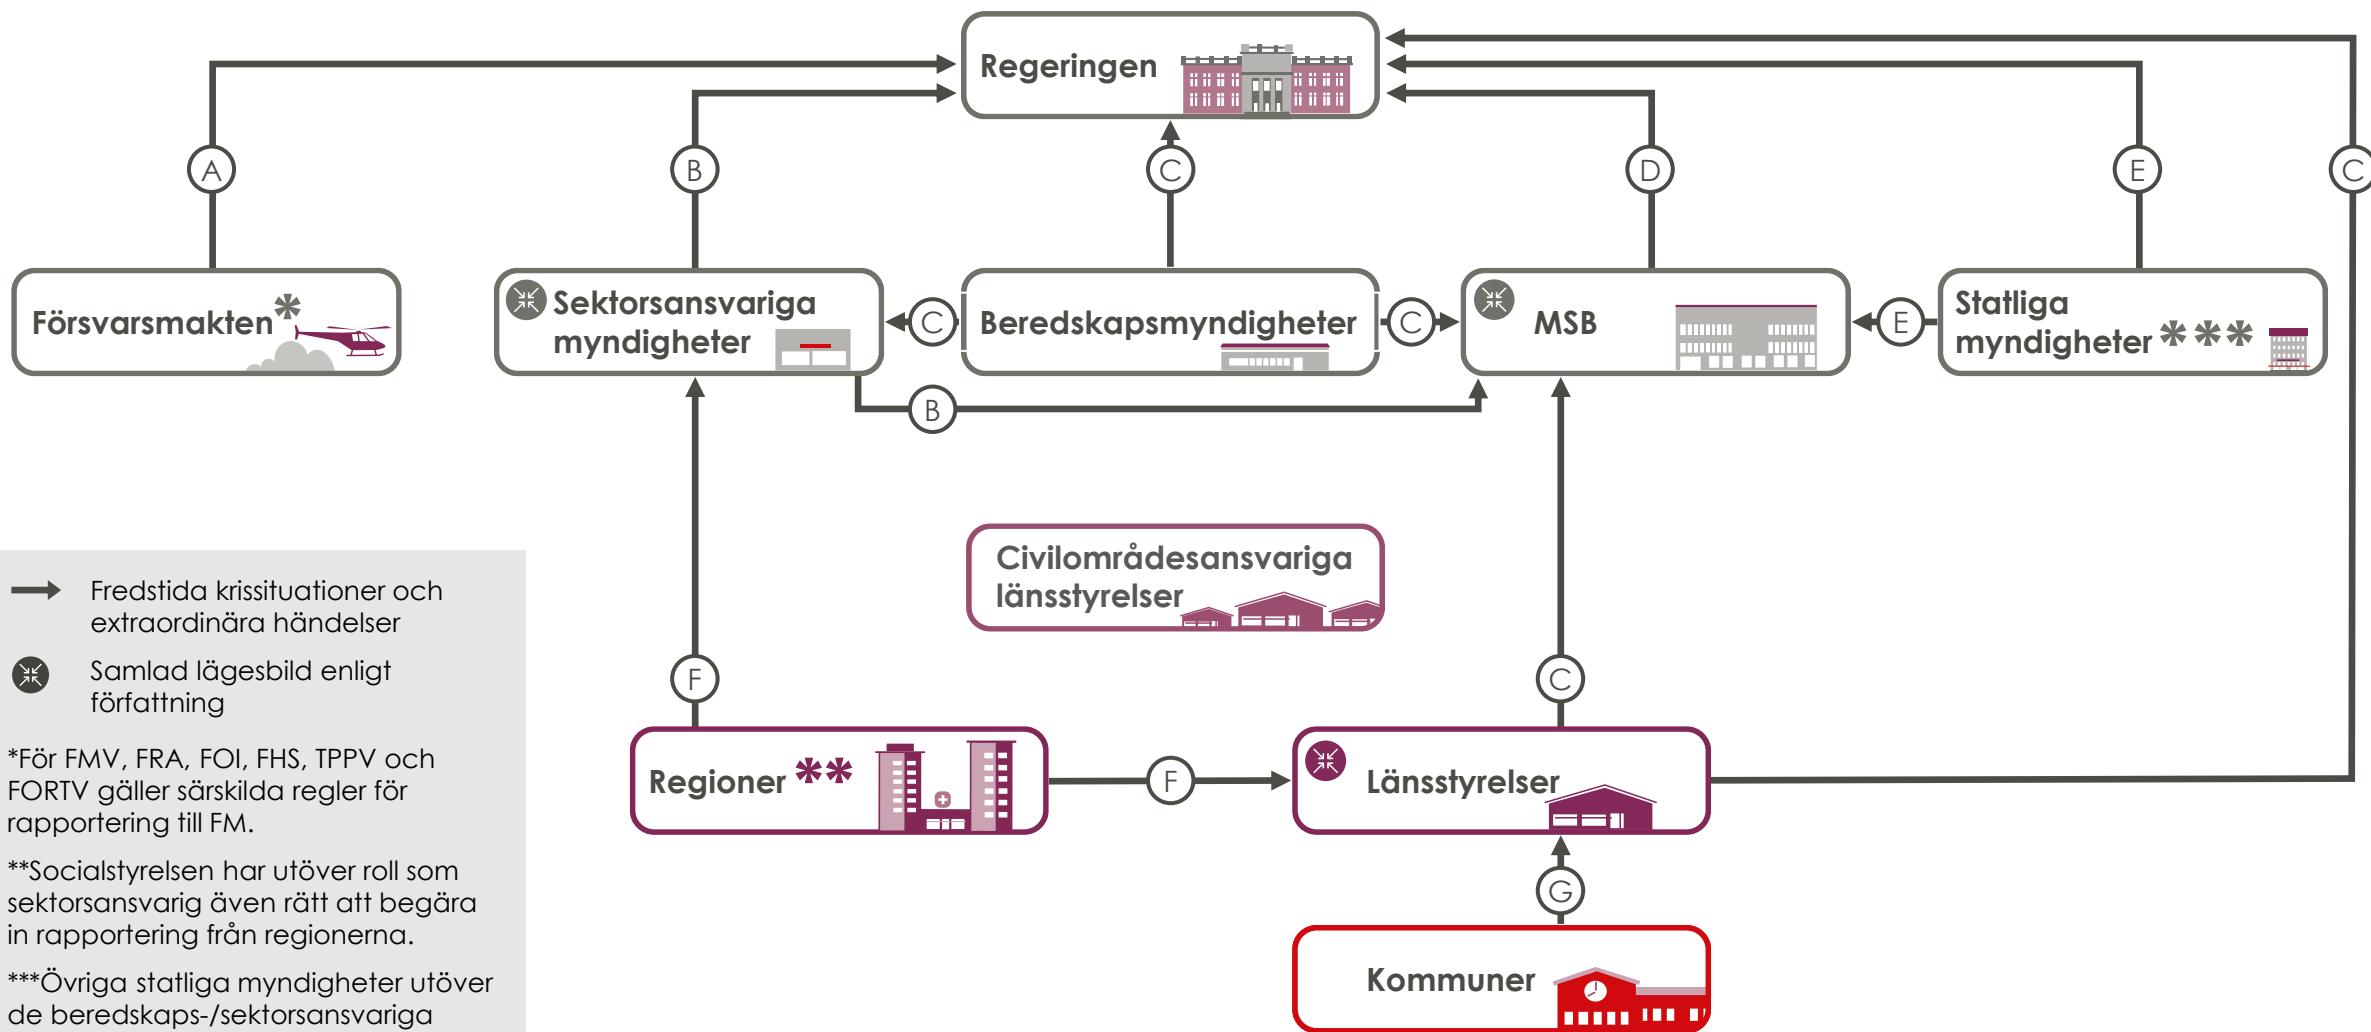 Regeringen
A
B
C
D
E
C
Försvarsmakten*
Sektorsansvariga
myndigheter
C
Beredskapsmyndigheter
C
MSB
E
Statliga
myndigheter ***
B
Civilområdesansvariga
länsstyrelser
Fredstida krissituationer och
extraordinära händelser
Samlad lägesbild enligt
författning
*För FMV, FRA, FOI, FHS, TPPV och
FORTV gäller särskilda regler för
rapportering till FM.
**Socialstyrelsen har utöver roll som
sektorsansvarig även rätt att begära
in rapportering från regionerna.
***Övriga statliga myndigheter utöver
de beredskaps-/sektorsansvariga
F
C
Regioner **
F
Länsstyrelser
G
Kommuner